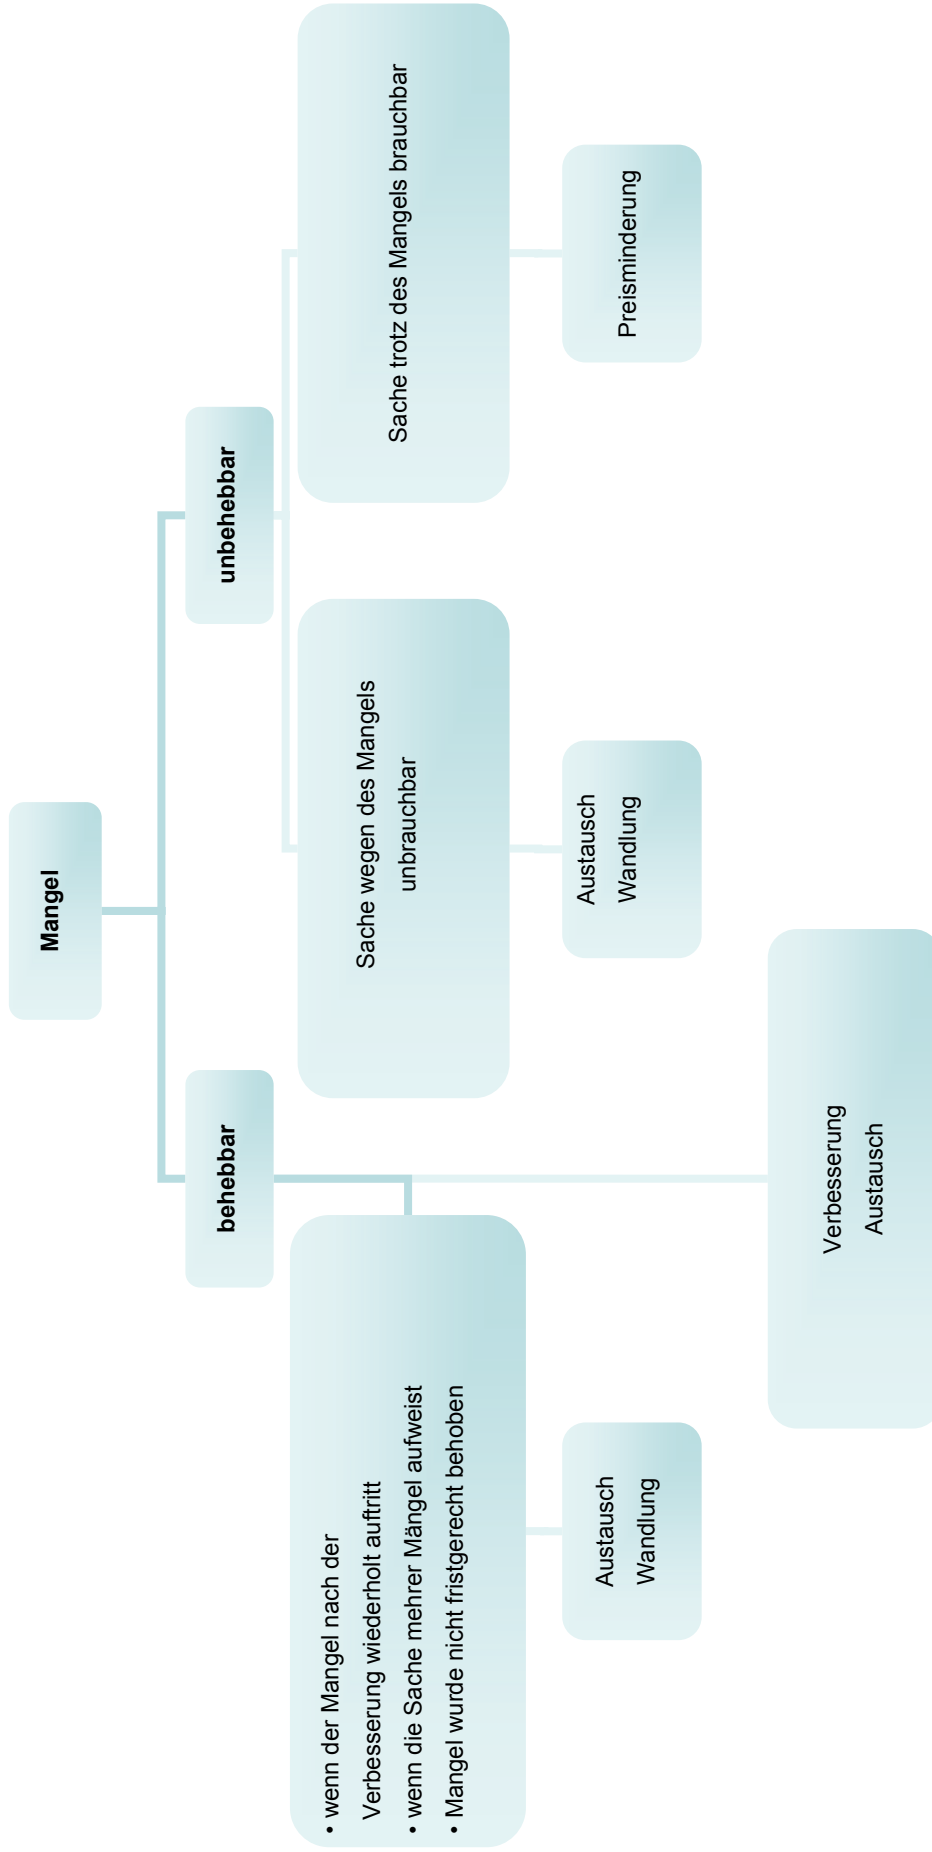 Mangel
behebbar
unbehebbar
• wenn der Mangel nach der
Verbesserung wiederholt auftritt
• wenn die Sache mehrer Mängel aufweist
• Mangel wurde nicht fristgerecht behoben
Sache wegen des Mangels
unbrauchbar
Sache trotz des Mangels brauchbar
Austausch
Wandlung
Austausch
Wandlung
Preisminderung
Verbesserung
Austausch